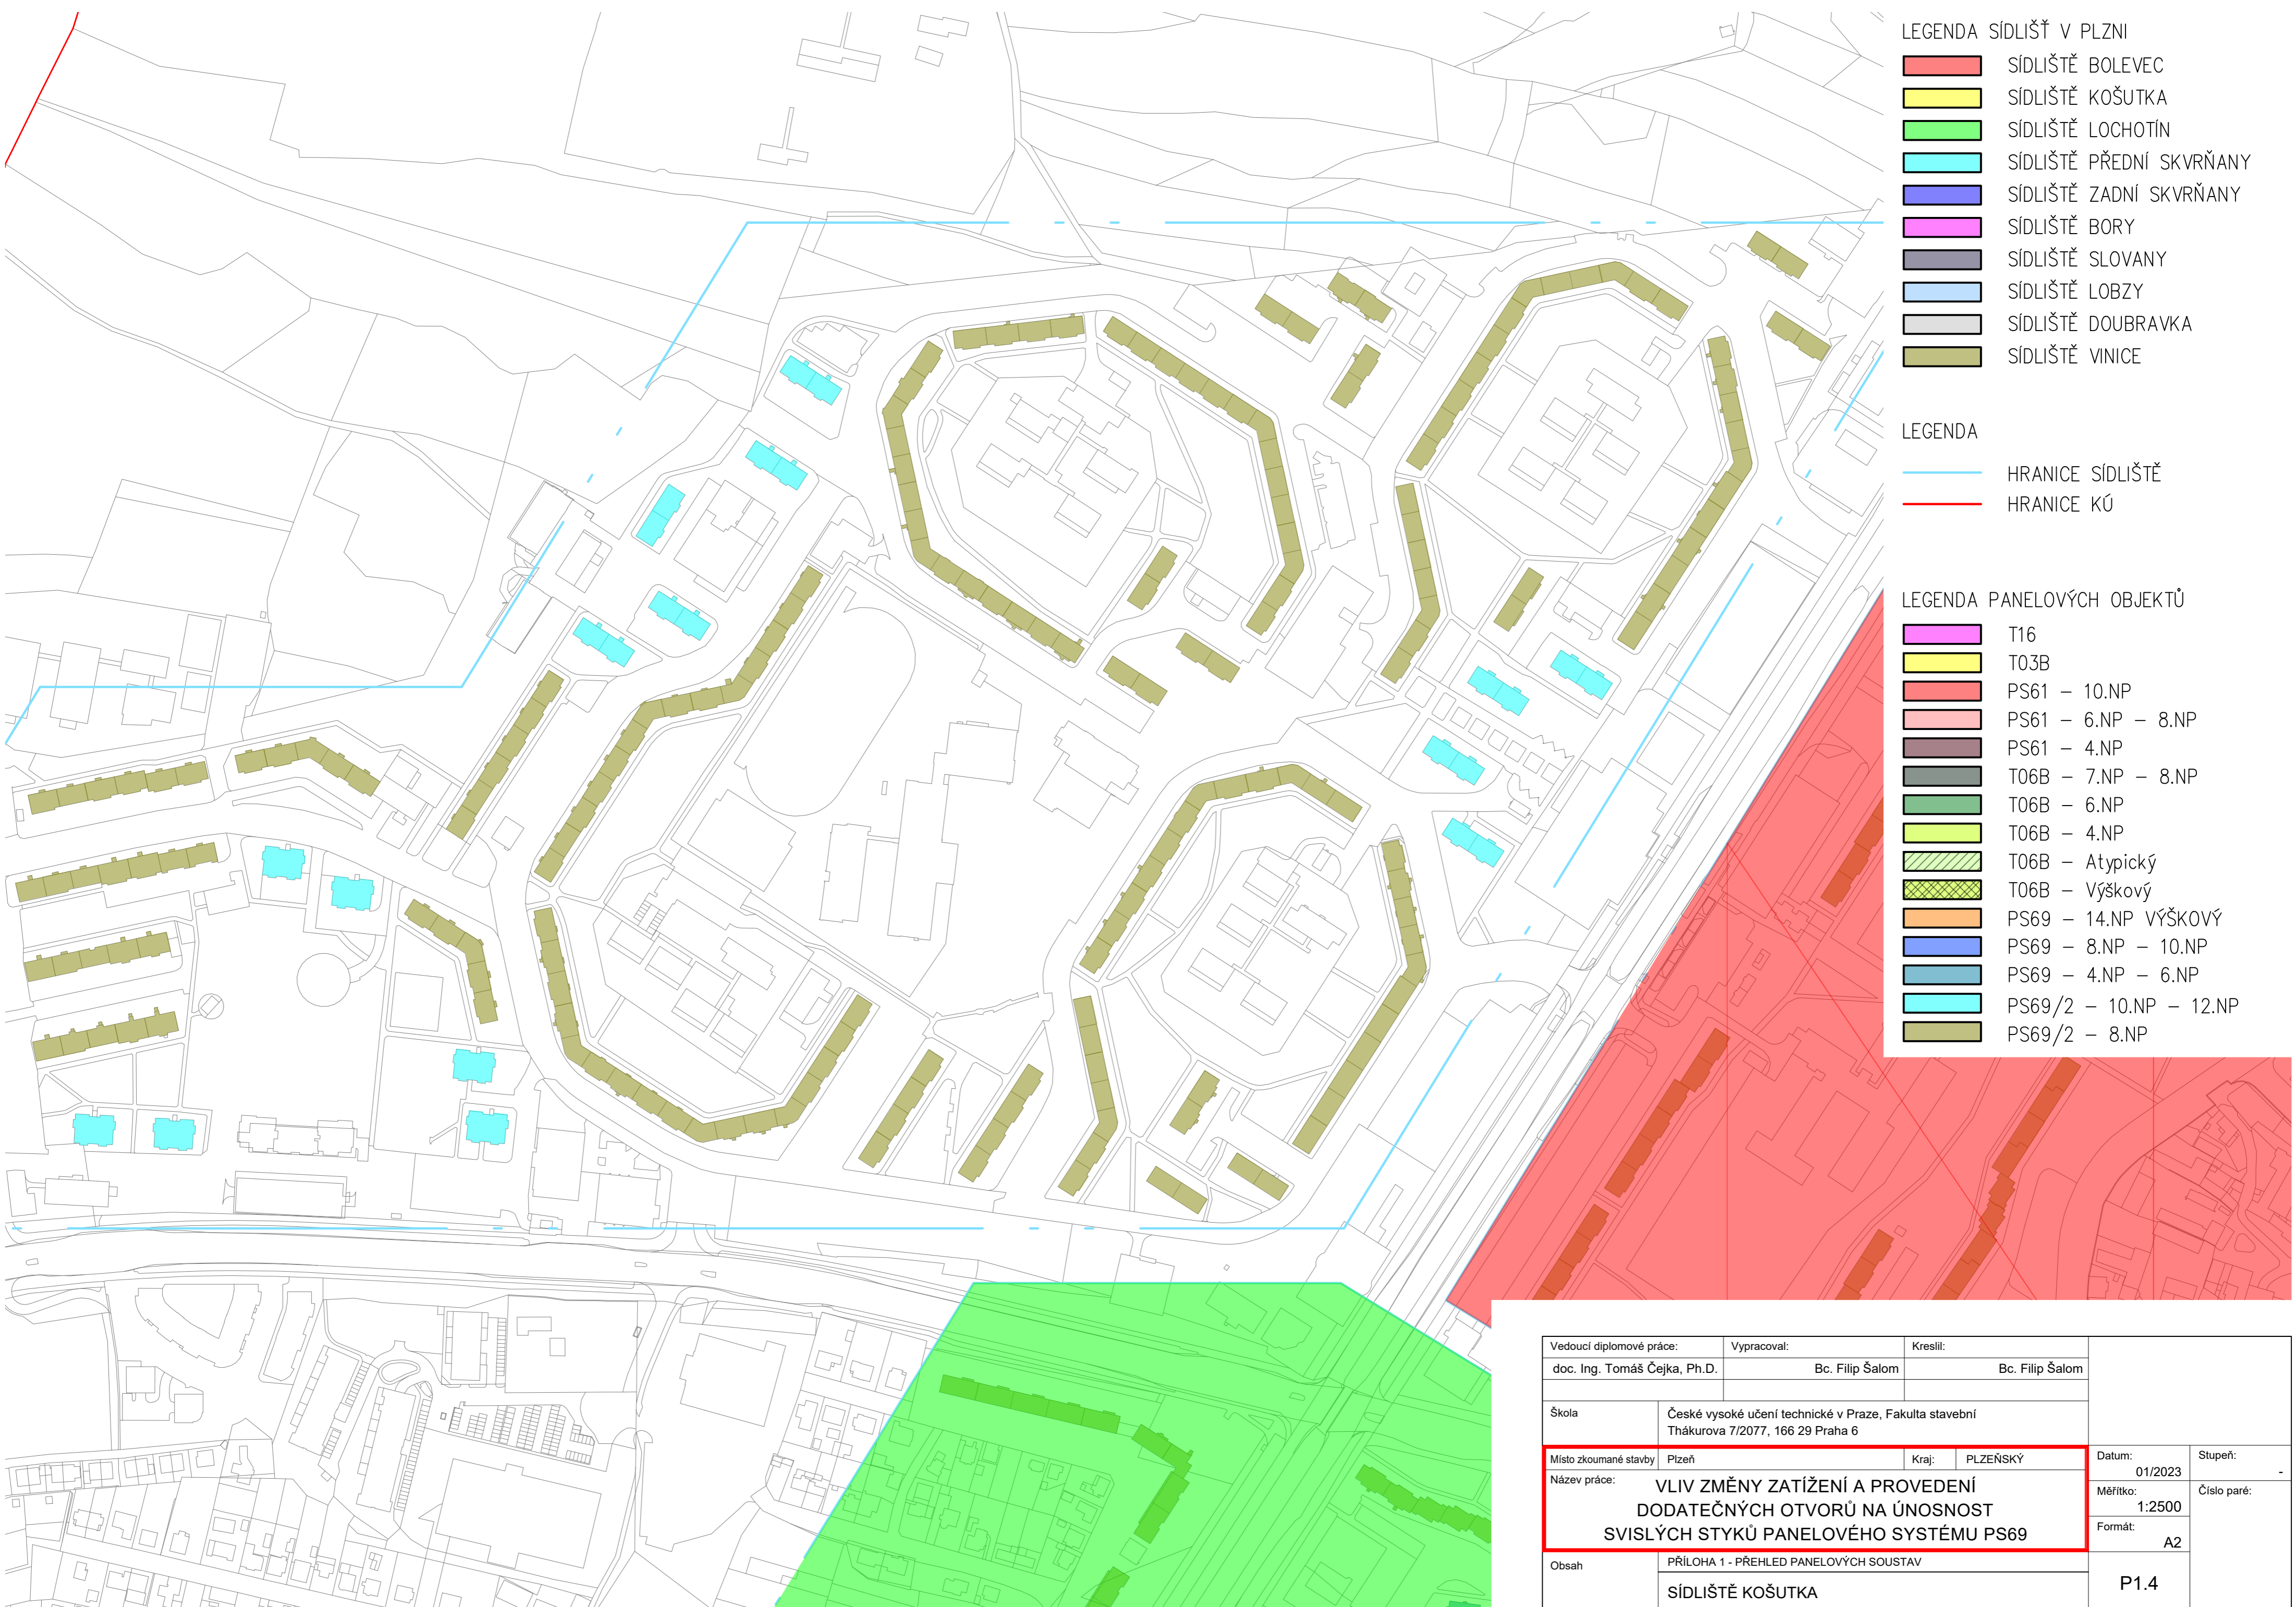 LEGENDA SÍDLIŠŤ V PLZNI
SÍDLIŠTĚ BOLEVEC
SÍDLIŠTĚ KOŠUTKA
SÍDLIŠTĚ LOCHOTÍN
SÍDLIŠTĚ PŘEDNÍ SKVRŇANY
SÍDLIŠTĚ ZADNÍ SKVRŇANY
SÍDLIŠTĚ BORY
SÍDLIŠTĚ SLOVANY
SÍDLIŠTĚ LOBZY
SÍDLIŠTĚ DOUBRAVKA
SÍDLIŠTĚ VINICE
LEGENDA
HRANICE SÍDLIŠTĚ
HRANICE KÚ
LEGENDA PANELOVÝCH OBJEKTŮ
T16
T03B
PS61 – 10.NP
PS61 – 6.NP – 8.NP
PS61 – 4.NP
T06B – 7.NP – 8.NP
T06B – 6.NP
T06B – 4.NP
T06B – Atypický
T06B – Výškový
PS69 – 14.NP VÝŠKOVÝ
PS69 – 8.NP – 10.NP
PS69 – 4.NP – 6.NP
PS69/2 – 10.NP – 12.NP
PS69/2 – 8.NP
Vedoucí diplomové práce: Vypracoval: Kreslil:
doc. Ing. Tomáš Čejka, Ph.D. Bc. Filip Šalom Bc. Filip Šalom
Škola České vysoké učení technické v Praze, Fakulta stavební
Thákurova 7/2077, 166 29 Praha 6
Místo zkoumané stavby Plzeň Kraj: PLZEŇSKÝ
Název práce: VLIV ZMĚNY ZATÍŽENÍ A PROVEDENÍ
DODATEČNÝCH OTVORŮ NA ÚNOSNOST
SVISLÝCH STYKŮ PANELOVÉHO SYSTÉMU PS69
Datum: Stupeň:
01/2023 -
Měřítko: Číslo paré:
1:2500
Formát:
A2
Obsah PŘÍLOHA 1 - PŘEHLED PANELOVÝCH SOUSTAV
SÍDLIŠTĚ KOŠUTKA
P1.4